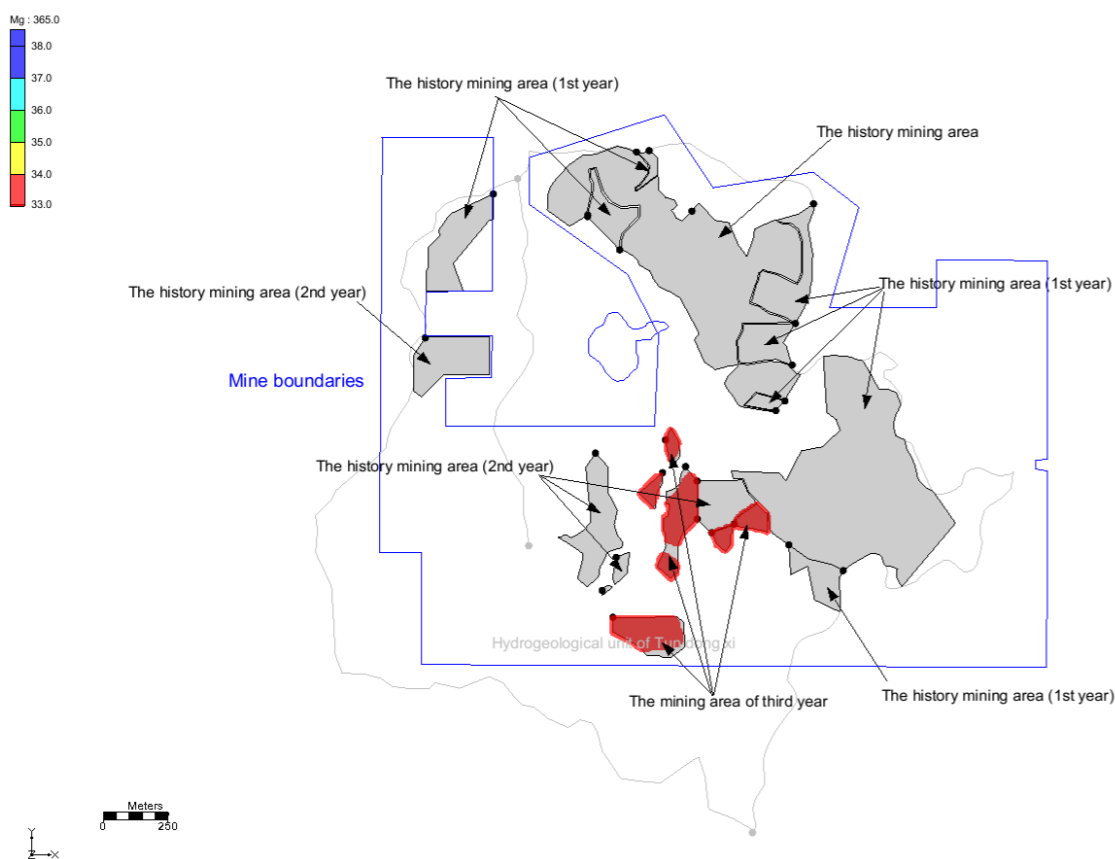 Mg : 365.0
38.0
37.0
36.0
35.0
34.0
33.0
The history mining area (1st year)
The history mining area
The history mining area (1st year)
The history mining area (2nd year)
Mine boundaries
The history mining area (2nd year)
Hydrogeological unit of Tun dong xi
The mining area of third year
The history mining area (1st year)
Meters
0
250
Y
Z
X